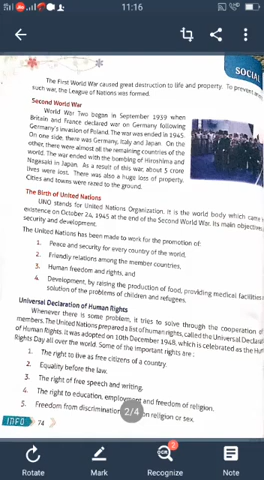 11:16
SOCIAL
The First World War caused great destruction to life and property. To prevent
such war, the League of Nations was formed.
Second World War
World War Two began in September 1939 when
Britain and France declared war on Germany following
Germany's invasion of Poland. The war was ended in 1945.
On one side, there was Germany, Italy and Japan. On the
other, there were almost all the remaining countries of the
world. The war ended with the bombing of Hiroshima and
Nagasaki in Japan. As a result of this war, about 5 crore
lives were lost. There was also a huge loss of property.
Cities and towns were razed to the ground.
The Birth of United Nations
UNO stands for United Nations Organization. It is the world body which came
existence on October 24, 1945 at the end of the Second World War. Its main objectives
security and development.
The United Nations has been made to work for the promotion of:
1. Peace and security for every country of the world,
2. Friendly relations among the member countries,
3. Human freedom and rights, and
4. Development, by raising the production of food, providing medical facilities
solution of the problems of children and refugees.
Universal Declaration of Human Rights
Whenever there is some problem, it tries to solve through the cooperation of
members. The United Nations prepared a list of human rights, called the Universal
of Human Rights. It was adopted on 10th December 1948, which is celebrated as the
Rights Day all over the world. Some of the important rights are :
1. The right to live as free citizens of a country
2. Equality before the law.
3. The right of free speech and writing.
4. The right to education, employment and freedom of religion.
5. Freedom from discrimination on religion or sex.
2/4
INFO 74
2
Rotate Mark Recognize Note